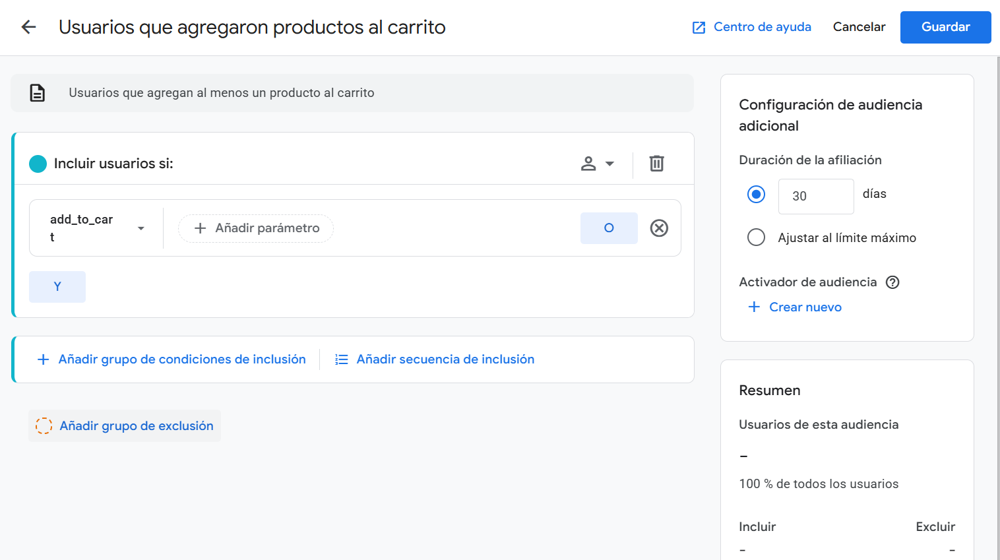 Usuarios que agregaron productos al carrito
Centro de ayuda
Cancelar
Guardar
Usuarios que agregan al menos un producto al carrito
Incluir usuarios si:
add_to_car
t
Añadir parámetro
O
Y
Añadir grupo de condiciones de inclusión
Añadir secuencia de inclusión
Añadir grupo de exclusión
Configuración de audiencia
adicional
Duración de la afiliación
30 días
Ajustar al límite máximo
Activador de audiencia
Crear nuevo
Resumen
Usuarios de esta audiencia
–
100 % de todos los usuarios
Incluir Excluir
– –